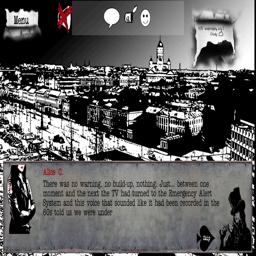 Menu
Alice C.
There was no warning, no build-up, nothing. Just... between one
moment and the next the TV had turned to the Emergency Alert
System and this voice that sounded like it had been recorded in the
60s told us we were under